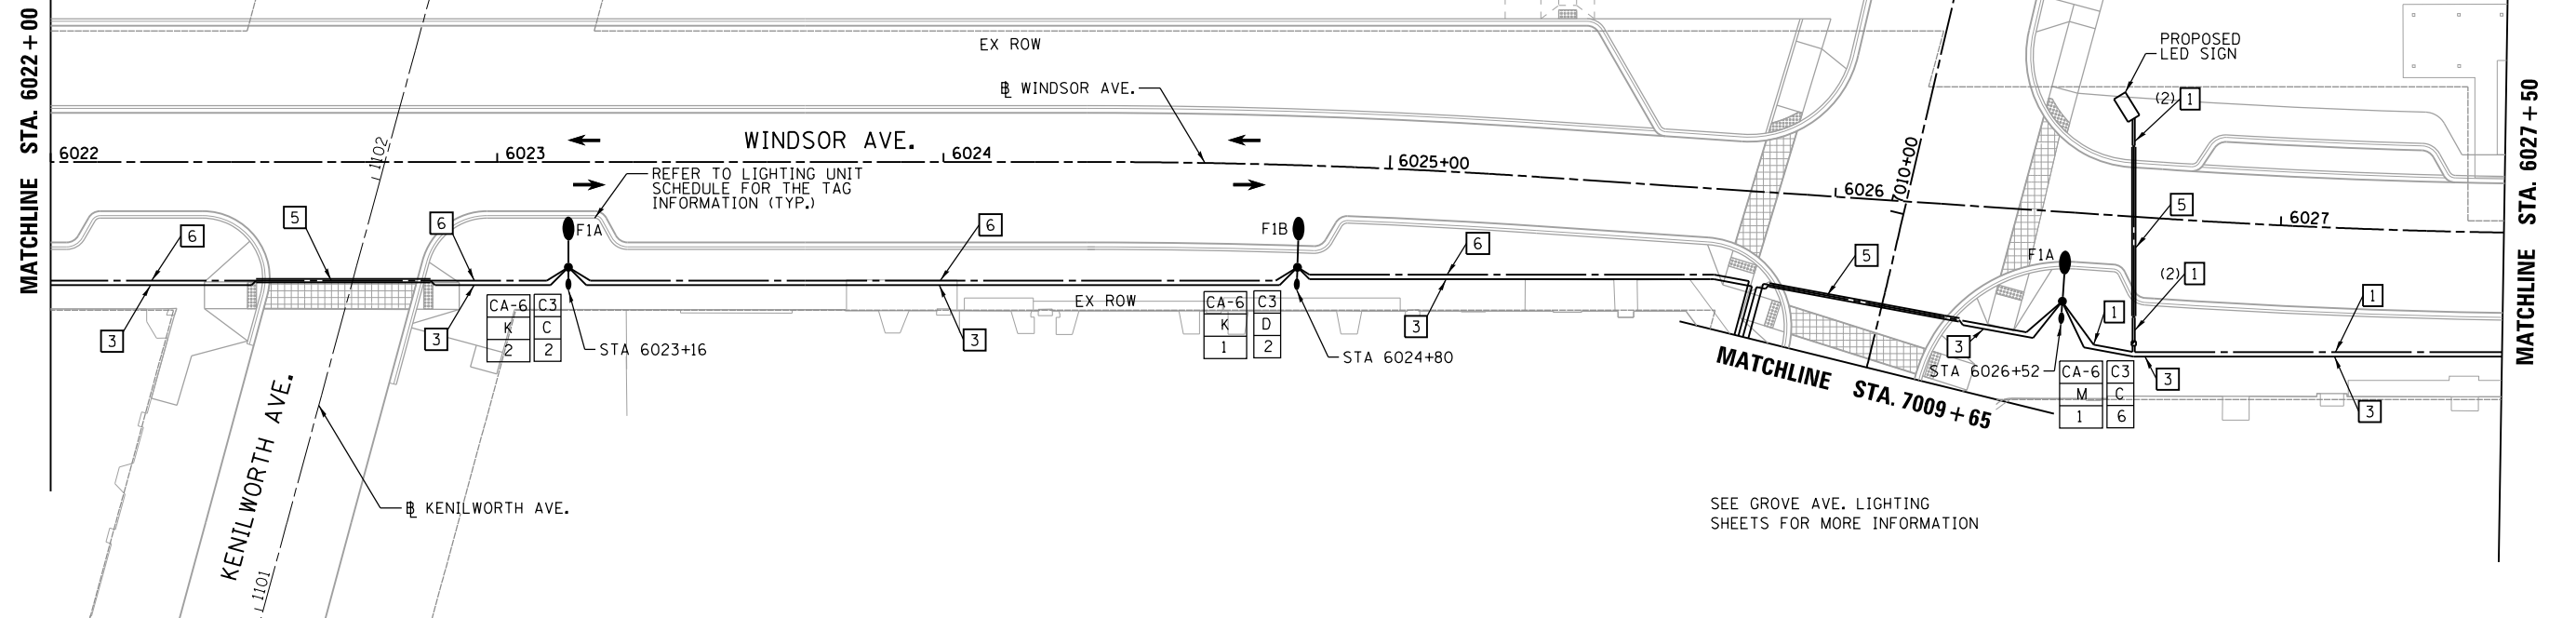 MATCHLINE STA. 6022+00
EX ROW
℄ WINDSOR AVE.
WINDSOR AVE.
PROPOSED
LED SIGN
(2) 1
6022
1102
6023
6024
6025+00
6026
7010+00
6027
MATCHLINE STA. 6027+50
REFER TO LIGHTING UNIT
SCHEDULE FOR THE TAG
INFORMATION (TYP.)
6
5
6
F1A
6
F1B
6
5
F1A
5
(2) 1
1
1
3
3
3
3
3
3
3
EX ROW
CA-6 C3
K C
2 2
STA 6023+16
CA-6 C3
K D
1 2
STA 6024+80
STA 6026+52
CA-6 C3
M C
1 6
MATCHLINE STA. 7009+65
KENILWORTH AVE.
℄ KENILWORTH AVE.
1101
SEE GROVE AVE. LIGHTING
SHEETS FOR MORE INFORMATION